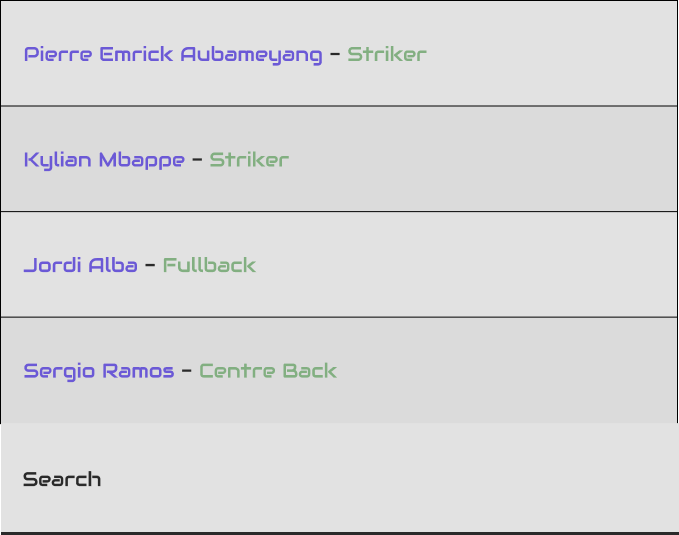 Pierre Emrick Aubameyang - Striker
Kylian Mbappe - Striker
Jordi Alba - Fullback
Sergio Ramos - Centre Back
Search